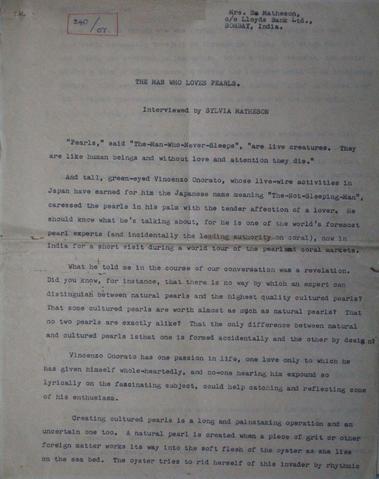 240/07.
Mrs. S. Matheson,
c/o Lloyds Bank Ltd.,
BOMBAY, India.
THE MAN WHO LOVES PEARLS.
Interviewed by SYLVIA MATHESON
"Pearls," said "The-Man-Who-Never-Sleeps", "are live creatures. They
are like human beings and without love and attention they die."
And tall, green-eyed Vincenzo Onorato, whose live-wire activities in
Japan have earned for him the Japanese name meaning "The-Not-Sleeping-Man",
caressed the pearls in his palm with the tender affection of a lover. He
should know what he's talking about, for he is one of the world's foremost
pearl experts (and incidentally the leading authority on coral), now in
India for a short visit during a world tour of the pearl and coral markets.
What he told me in the course of our conversation was a revelation.
Did you know, for instance, that there is no way by which an expert can
distinguish between natural pearls and the highest quality cultured pearls?
That some cultured pearls are worth almost as much as natural pearls? That
no two pearls are exactly alike? That the only difference between natural
and cultured pearls is that one is formed accidentally and the other by design?
Vincenzo Onorato has one passion in life, one love only to which he
has given himself whole-heartedly, and no-one hearing him expound so
lyrically on the fascinating subject, could help catching and reflecting some
of his enthusiasm.
Creating cultured pearls is a long and painstaking operation and an
uncertain one too. A natural pearl is created when a piece of grit or other
foreign matter works its way into the soft flesh of the oyster as she lies
on the sea bed. The oyster tries to rid herself of this invader by rhythmic